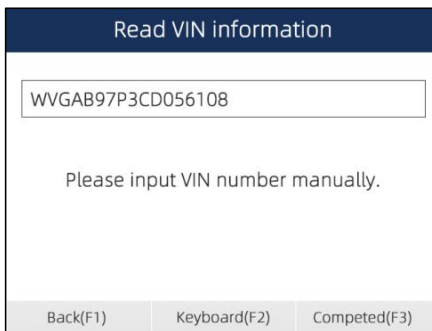 Read VIN information
WVGAB97P3CD056108
Please input VIN number manually.
Back(F1) Keyboard(F2) Competed(F3)